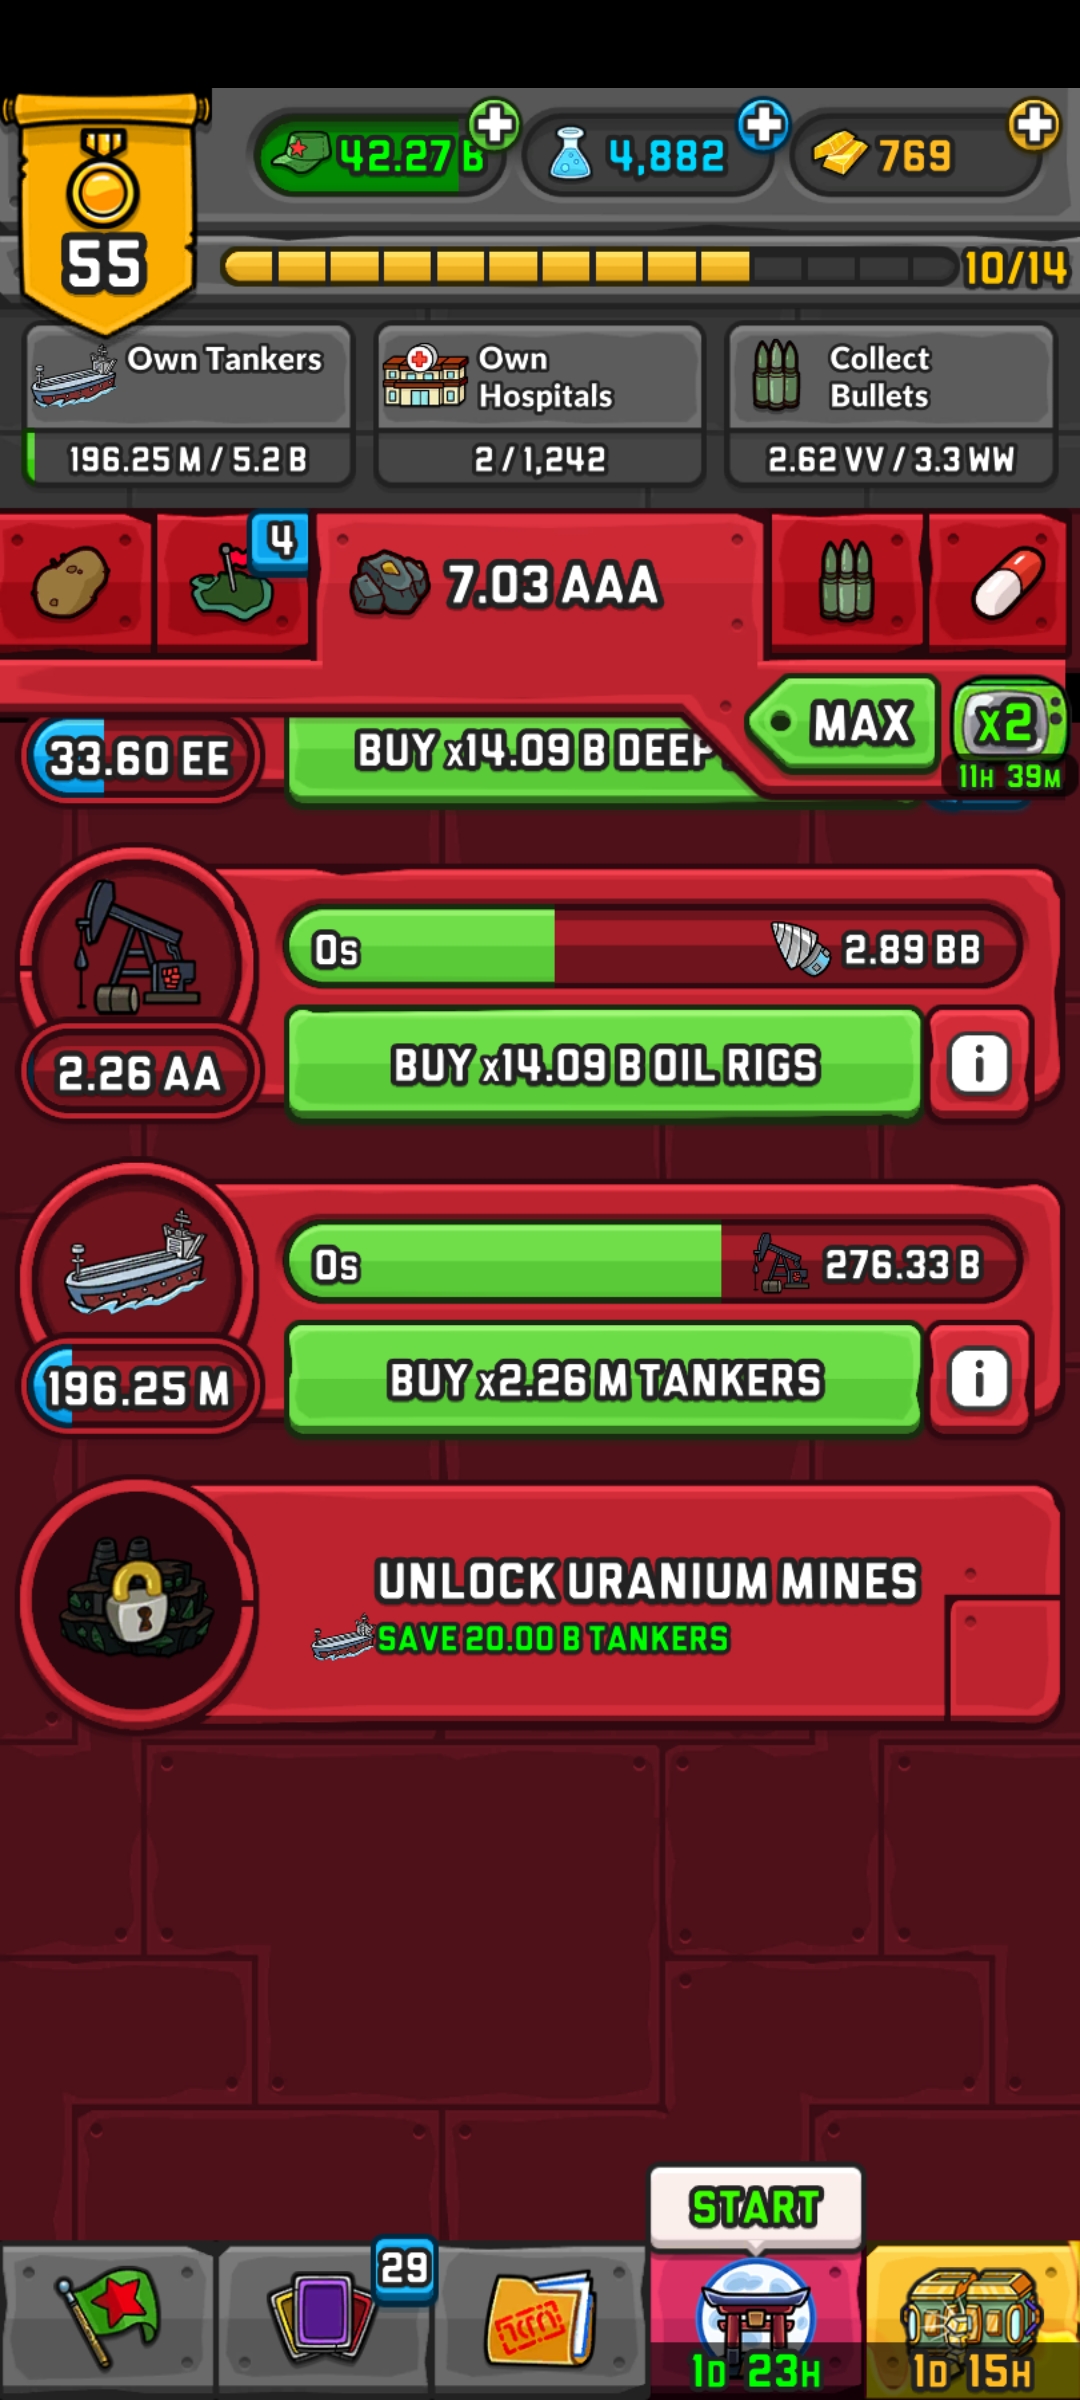 42.27 B
4,882
769
55
10/14
Own Tankers
196.25 M / 5.2 B
Own
Hospitals
2 / 1,242
Collect
Bullets
2.62 VV / 3.3 WW
4
7.03 AAA
MAX
x2
11H 39M
33.60 EE
BUY x14.09 B DEEP
0s
2.89 BB
2.26 AA
BUY x14.09 B OIL RIGS
i
0s
276.33 B
196.25 M
BUY x2.26 M TANKERS
i
UNLOCK URANIUM MINES
SAVE 20.00 B TANKERS
START
29
1D 23H
1D 15H